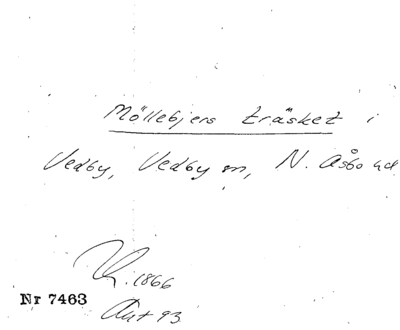 Möllebjers träsket i
Vedby, Vedby sn, N. Åsbo hd
1866
Nr 7463
Aut 93